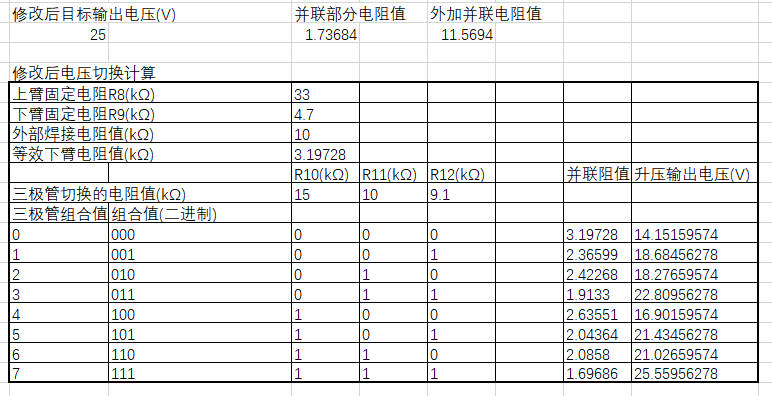 修改后目标输出电压(V) 并联部分电阻值 外加并联电阻值
25 1.73684 11.5694
修改后电压切换计算
上臂固定电阻R8(kΩ) 33
下臂固定电阻R9(kΩ) 4.7
外部焊接电阻值(kΩ) 10
等效下臂电阻值(kΩ) 3.19728
R10(kΩ) R11(kΩ) R12(kΩ) 并联阻值 升压输出电压(V)
三极管切换的电阻值(kΩ) 15 10 9.1
三极管组合值 组合值(二进制)
0 000 0 0 0 3.19728 14.15159574
1 001 0 0 1 2.36599 18.68456278
2 010 0 1 0 2.42268 18.27659574
3 011 0 1 1 1.9133 22.80956278
4 100 1 0 0 2.63551 16.90159574
5 101 1 0 1 2.04364 21.43456278
6 110 1 1 0 2.0858 21.02659574
7 111 1 1 1 1.69686 25.55956278